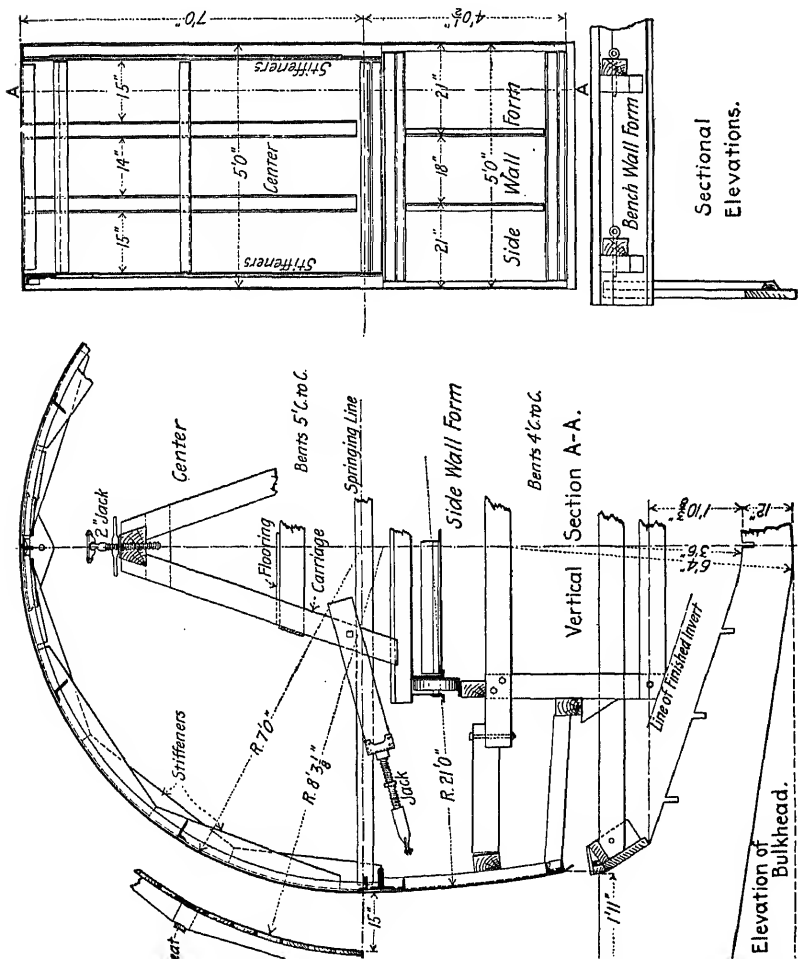 7'0"
4'0½"
A
A
Stiffeners
15"
14"
5'0"
Center
15"
Stiffeners
21"
Form
18"
5'0"
Wall
21"
Side
Bench Wall Form
Sectional
Elevations.
2" Jack
Center
Bents 5' C. to C.
Flooring
Carriage
Springing Line
Side Wall Form
Bents 4' C. to C.
Stiffeners
R. 7'0"
R. 8'3⅛"
Jack
R. 21'0"
Vertical Section A-A.
15"
eat
1'11"
Line of Finished Invert
3'6"
6'4"
12"
Elevation of
Bulkhead.